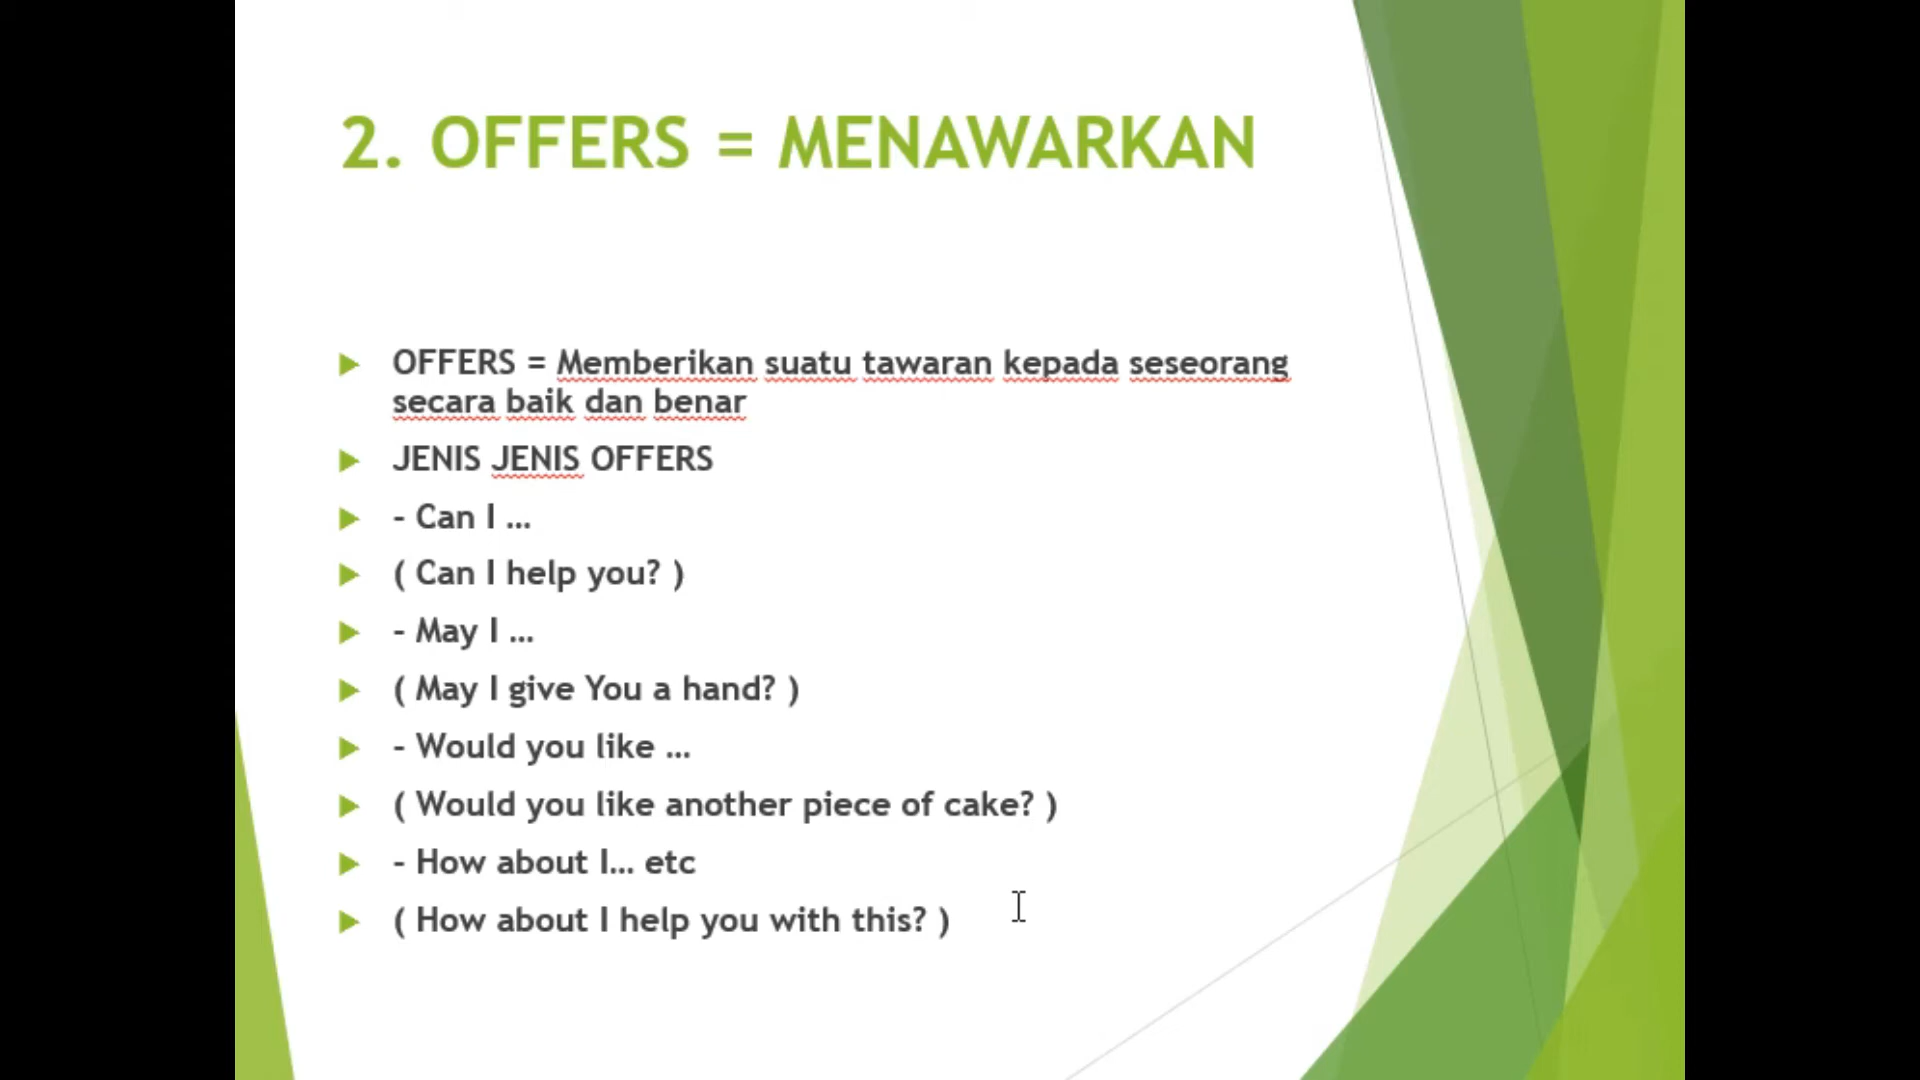 2. OFFERS = MENAWARKAN
OFFERS = Memberikan suatu tawaran kepada seseorang
secara baik dan benar
JENIS JENIS OFFERS
- Can I ...
( Can I help you? )
- May I ...
( May I give You a hand? )
- Would you like ...
( Would you like another piece of cake? )
- How about I... etc
( How about I help you with this? )